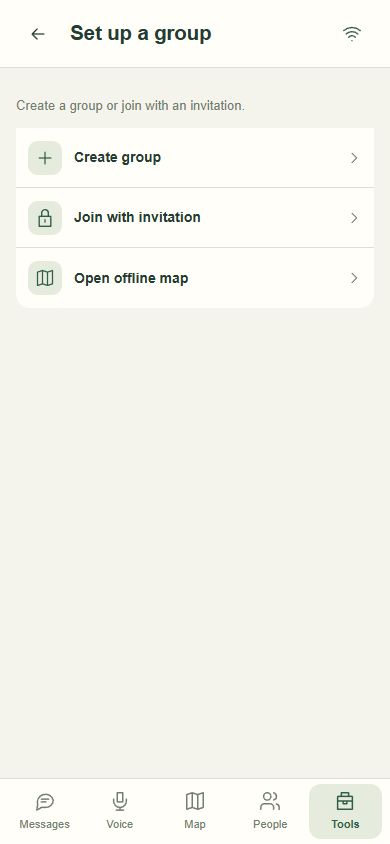 Set up a group
Create a group or join with an invitation.
Create group
Join with invitation
Open offline map
Messages
Voice
Map
People
Tools